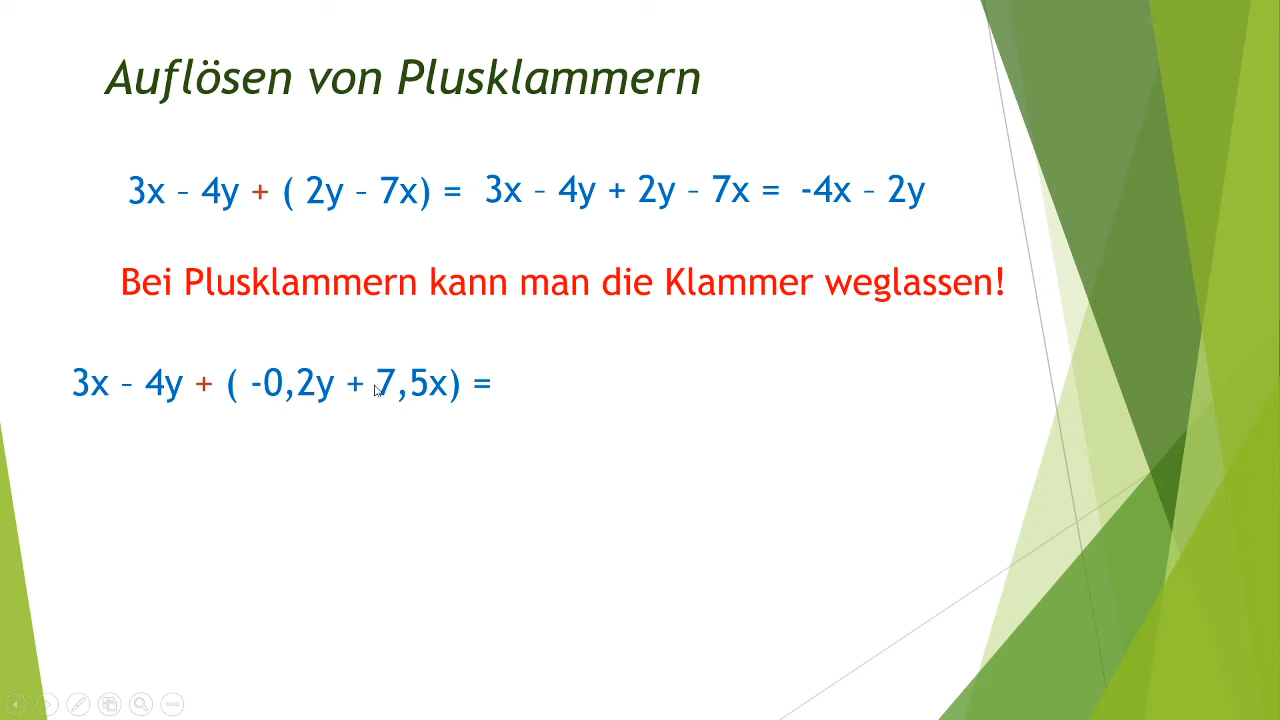 Auflösen von Plusklammern
3x – 4y + ( 2y – 7x) = 3x – 4y + 2y – 7x = -4x – 2y
Bei Plusklammern kann man die Klammer weglassen!
3x – 4y + ( -0,2y + 7,5x) =